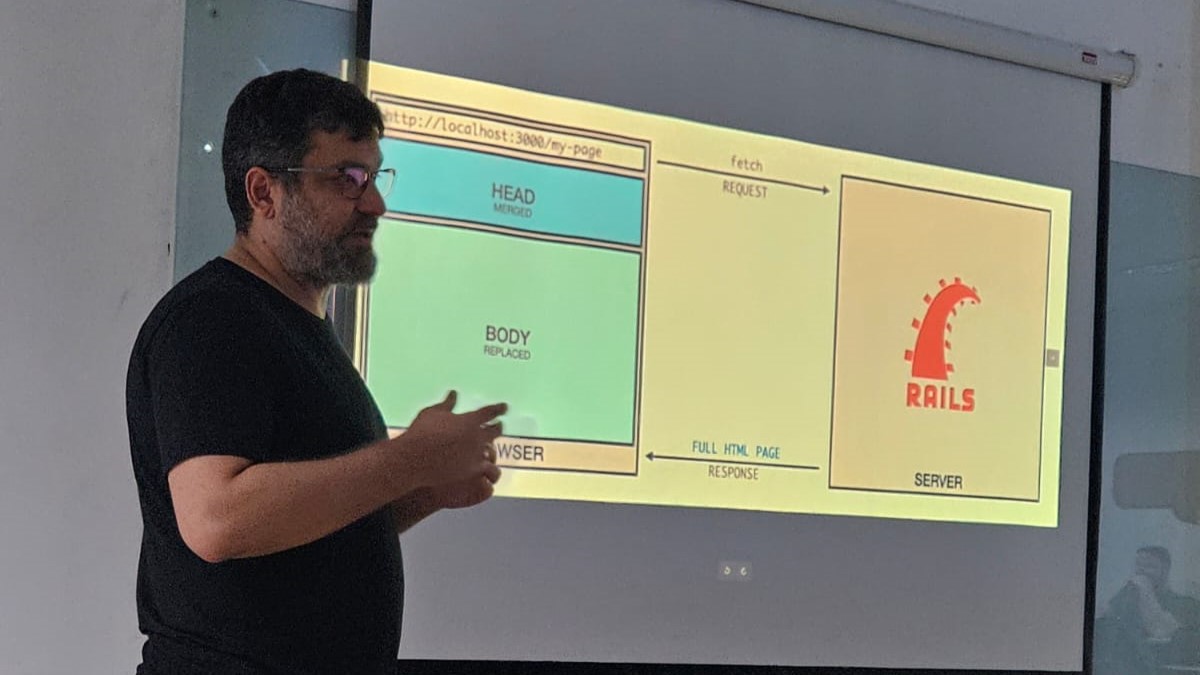 http://localhost:3000/my-page
HEAD
MERGED
BODY
REPLACED
WSER
fetch
REQUEST
FULL HTML PAGE
RESPONSE
RAILS
SERVER